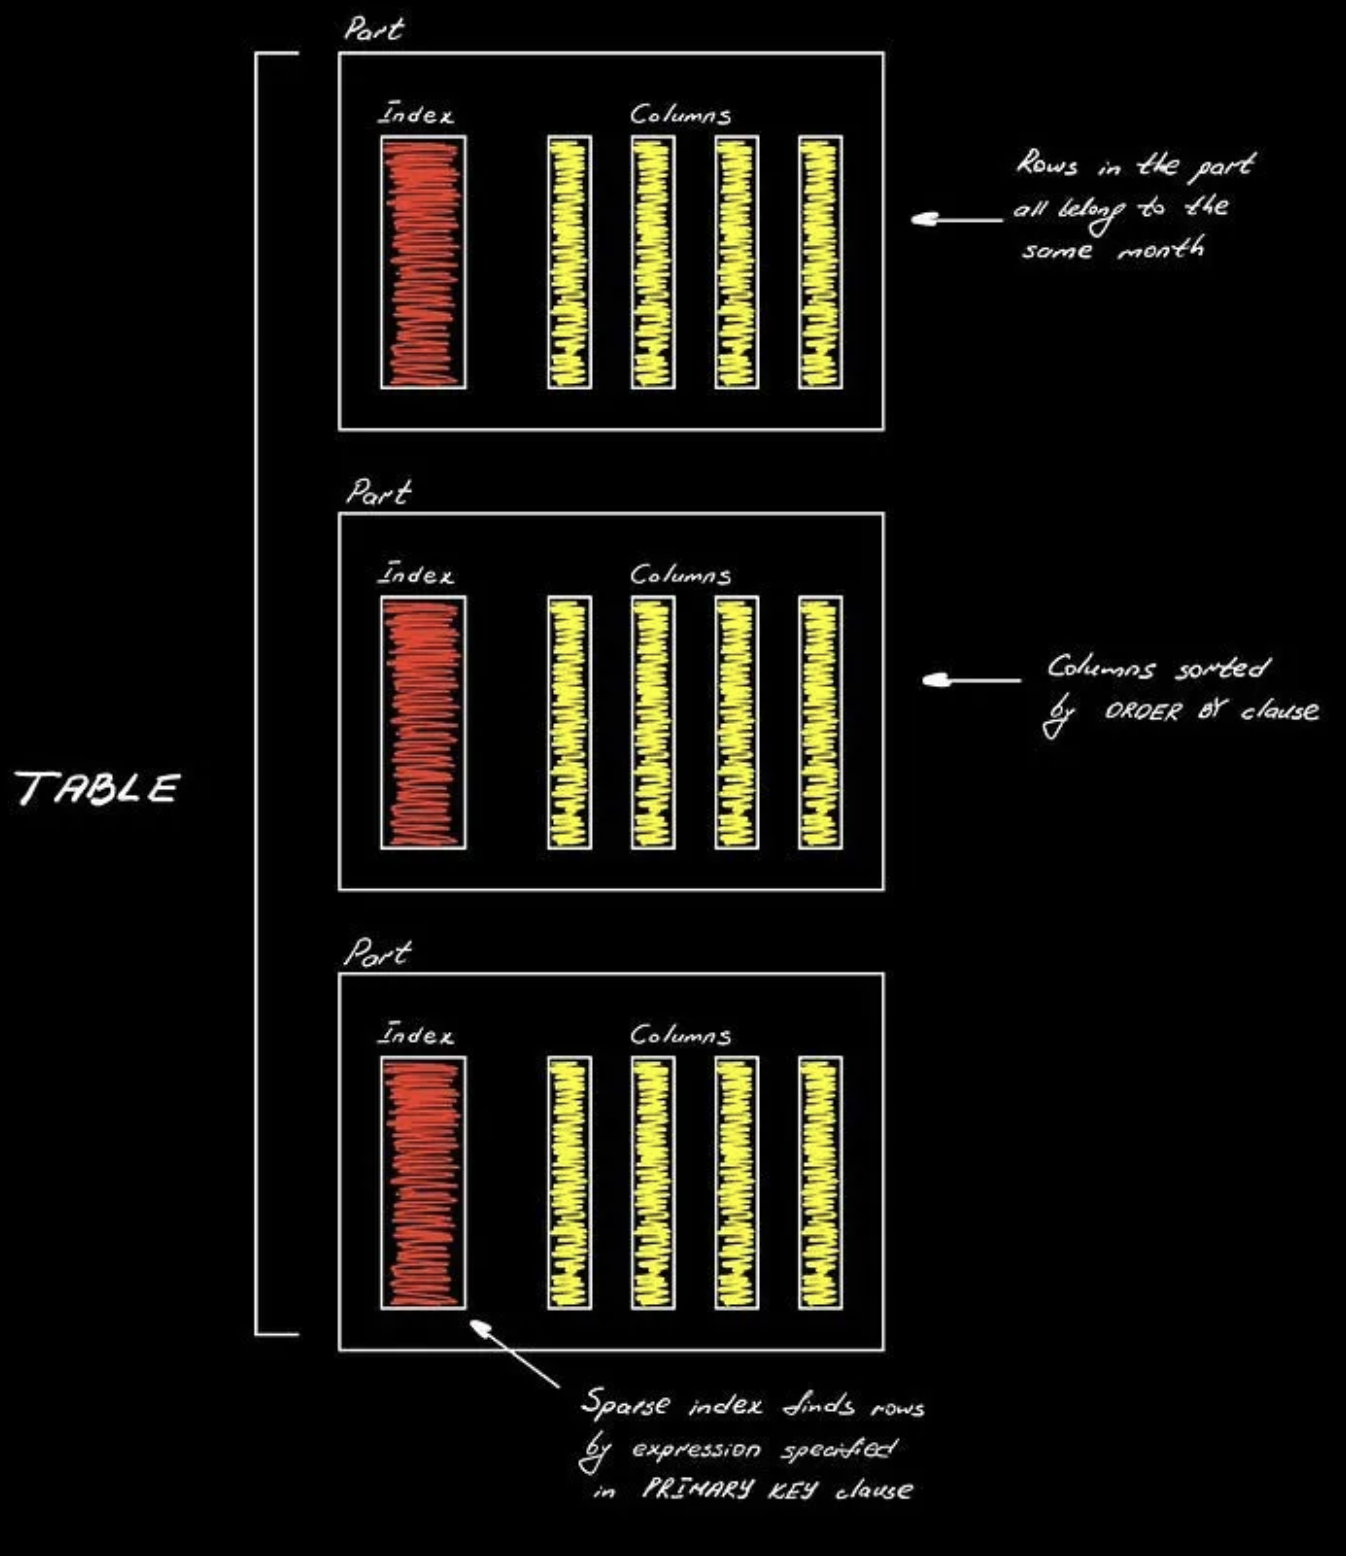 Part
Index
Columns
Rows in the part
all belong to the
same month
Part
Index
Columns
Columns sorted
by ORDER BY clause
TABLE
Part
Index
Columns
Sparse index finds rows
by expression specified
in PRIMARY KEY clause